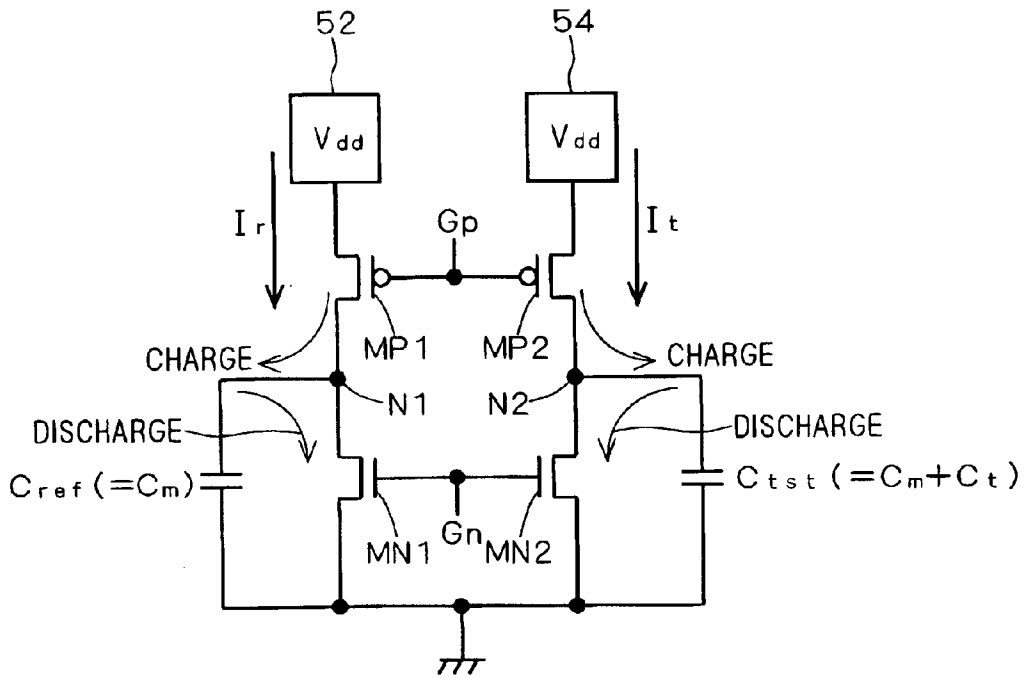 52
54
Vdd
Vdd
Ir
Gp
It
MP1
MP2
CHARGE
CHARGE
N1
N2
DISCHARGE
DISCHARGE
Cref (=Cm)
Ctst (=Cm+Ct)
Gn
MN1
MN2